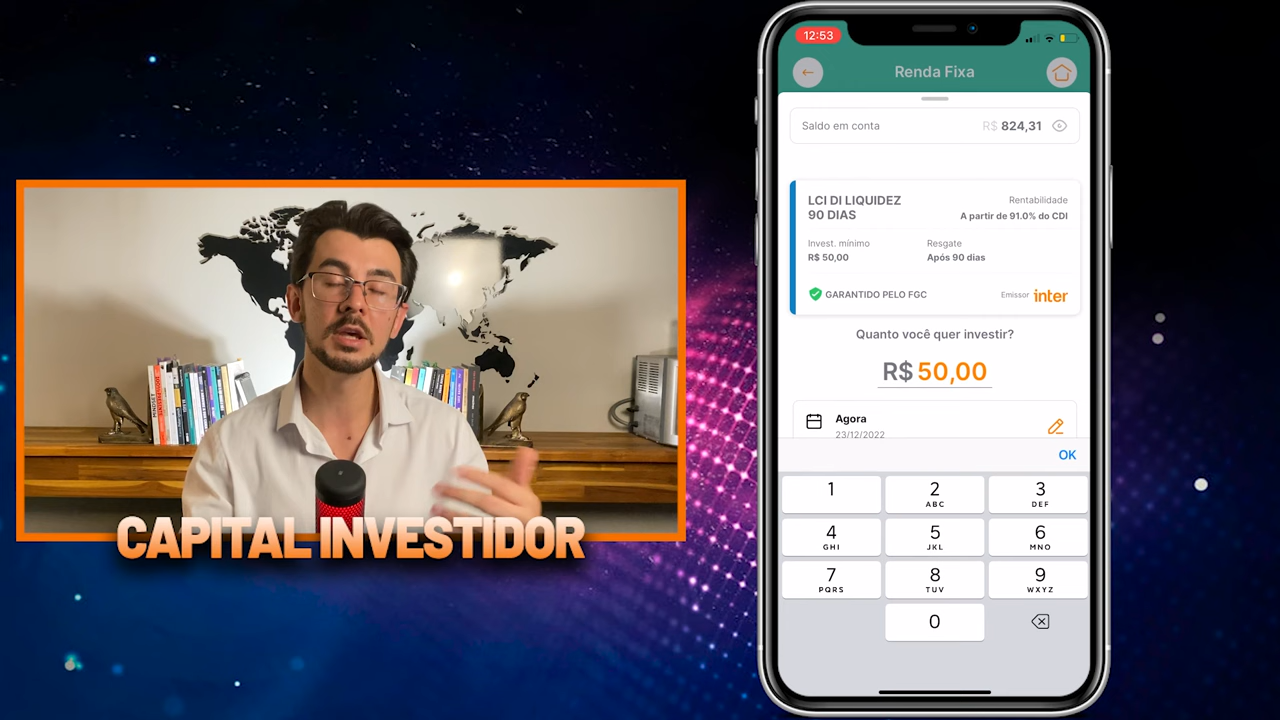 CAPITAL INVESTIDOR
12:53
Renda Fixa
Saldo em conta R$ 824,31
LCI DI LIQUIDEZ
90 DIAS
Rentabilidade
A partir de 91.0% do CDI
Invest. mínimo
R$ 50,00
Resgate
Após 90 dias
GARANTIDO PELO FGC
Emissor inter
Quanto você quer investir?
R$ 50,00
Agora
23/12/2022
OK
1
2
ABC
3
DEF
4
GHI
5
JKL
6
MNO
7
PQRS
8
TUV
9
WXYZ
0